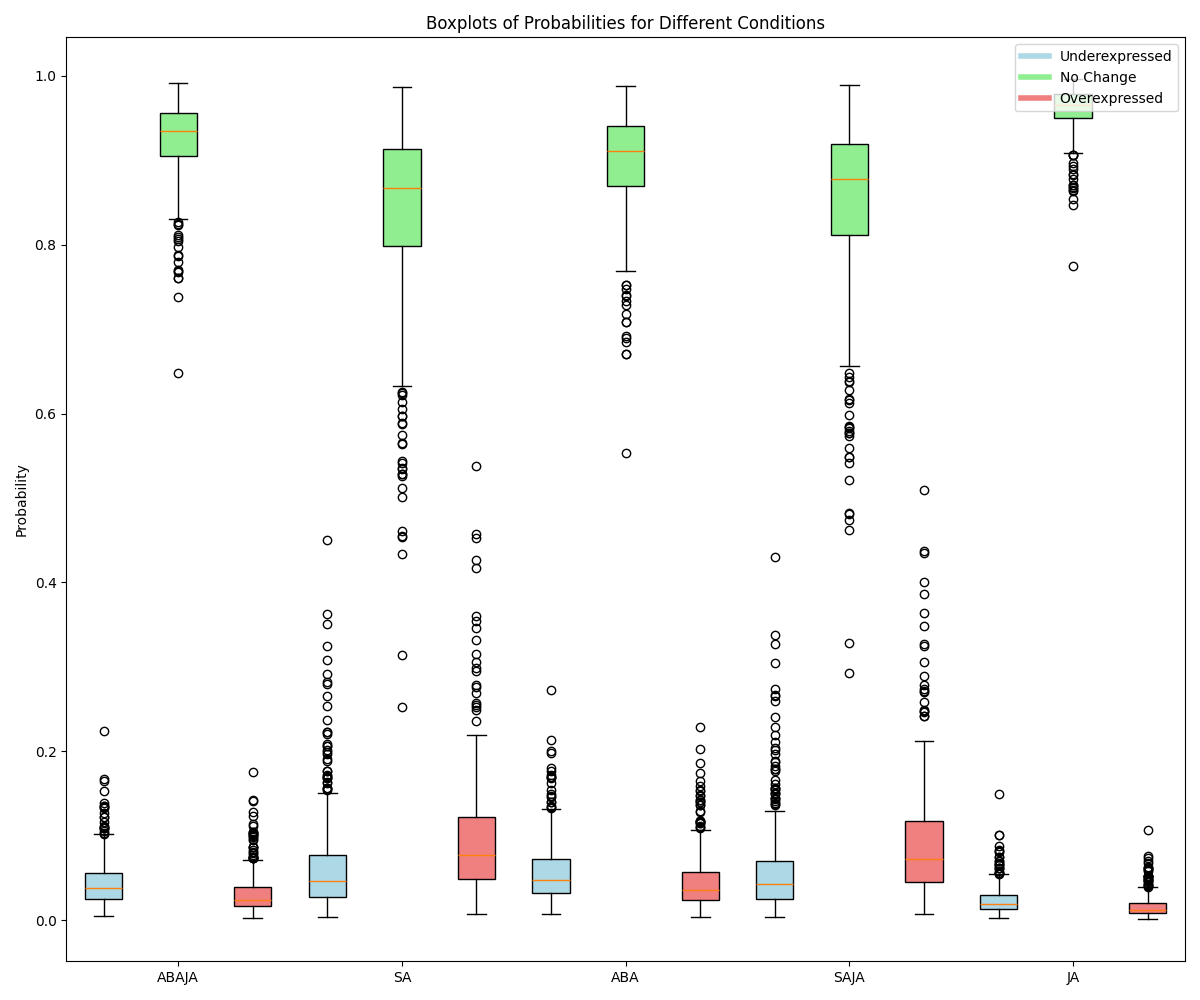 Boxplots of Probabilities for Different Conditions
Underexpressed
No Change
Overexpressed
Probability
1.0
0.8
0.6
0.4
0.2
0.0
ABAJA
SA
ABA
SAJA
JA